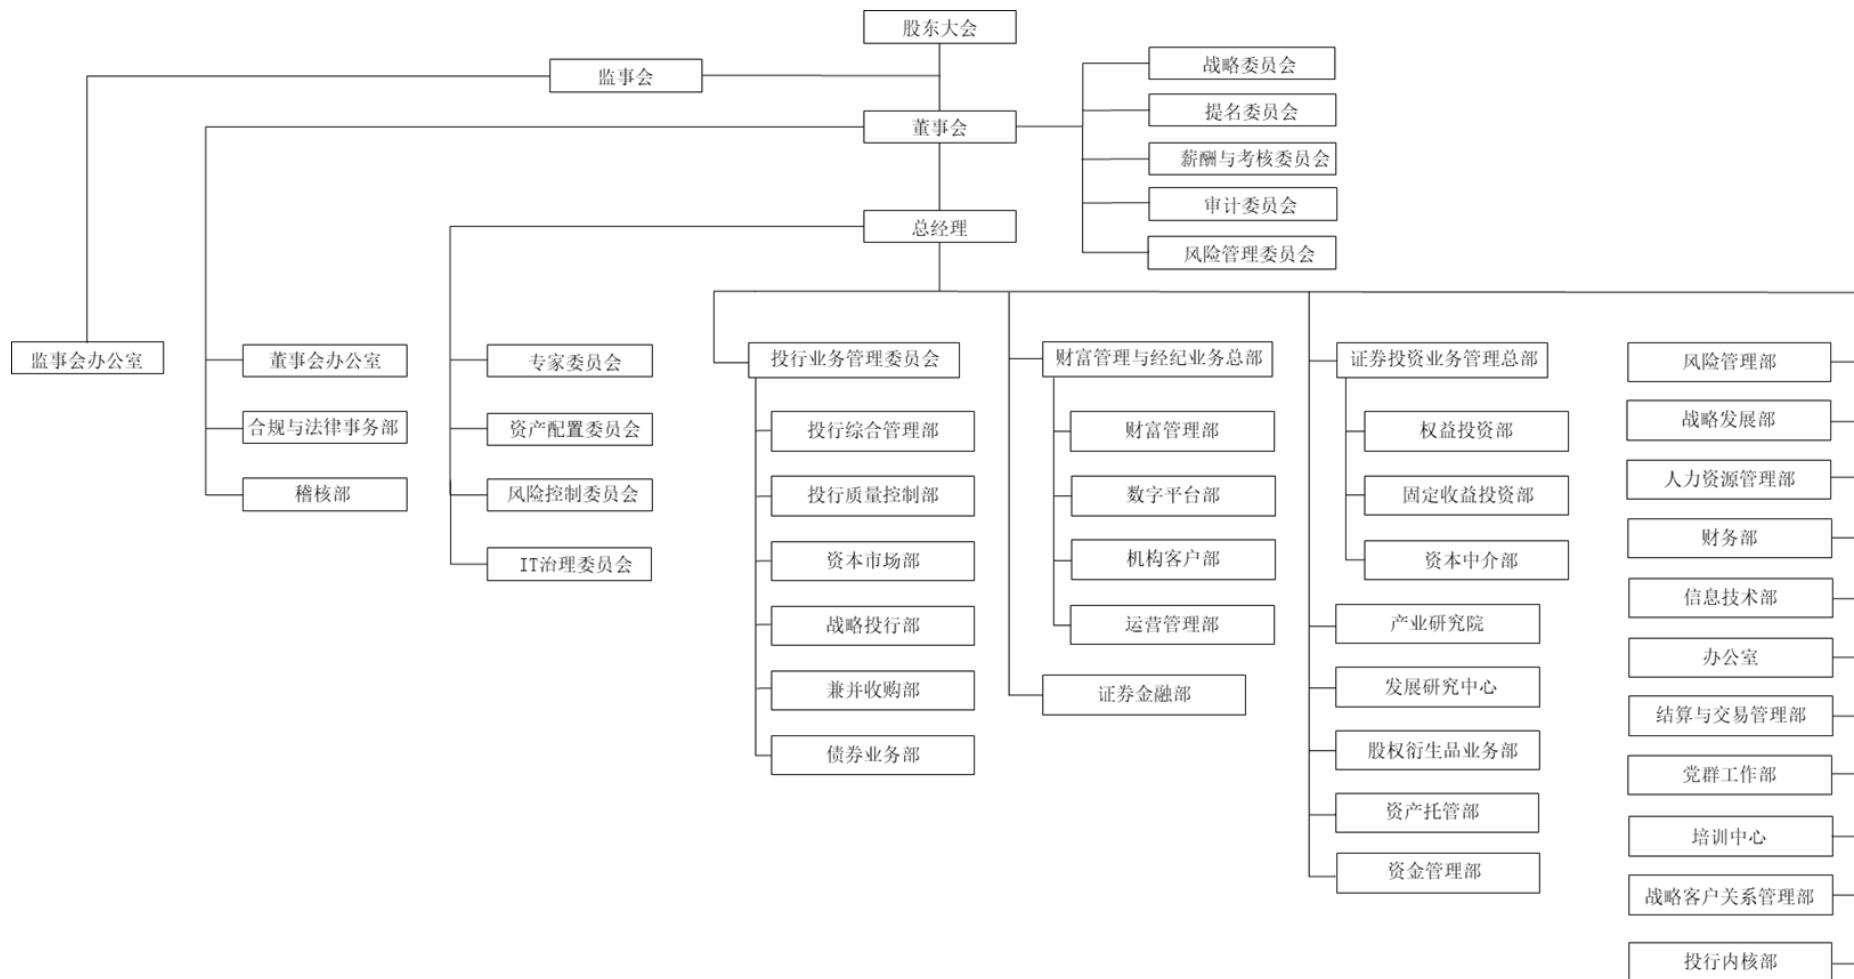 股东大会
监事会
战略委员会
提名委员会
董事会
薪酬与考核委员会
审计委员会
总经理
风险管理委员会
监事会办公室
董事会办公室
合规与法律事务部
稽核部
专家委员会
资产配置委员会
风险控制委员会
IT治理委员会
投行业务管理委员会
投行综合管理部
投行质量控制部
资本市场部
战略投行部
兼并收购部
债券业务部
财富管理与经纪业务总部
财富管理部
数字平台部
机构客户部
运营管理部
证券金融部
证券投资业务管理总部
权益投资部
固定收益投资部
资本中介部
产业研究院
发展研究中心
股权衍生品业务部
资产托管部
资金管理部
风险管理部
战略发展部
人力资源管理部
财务部
信息技术部
办公室
结算与交易管理部
党群工作部
培训中心
战略客户关系管理部
投行内核部